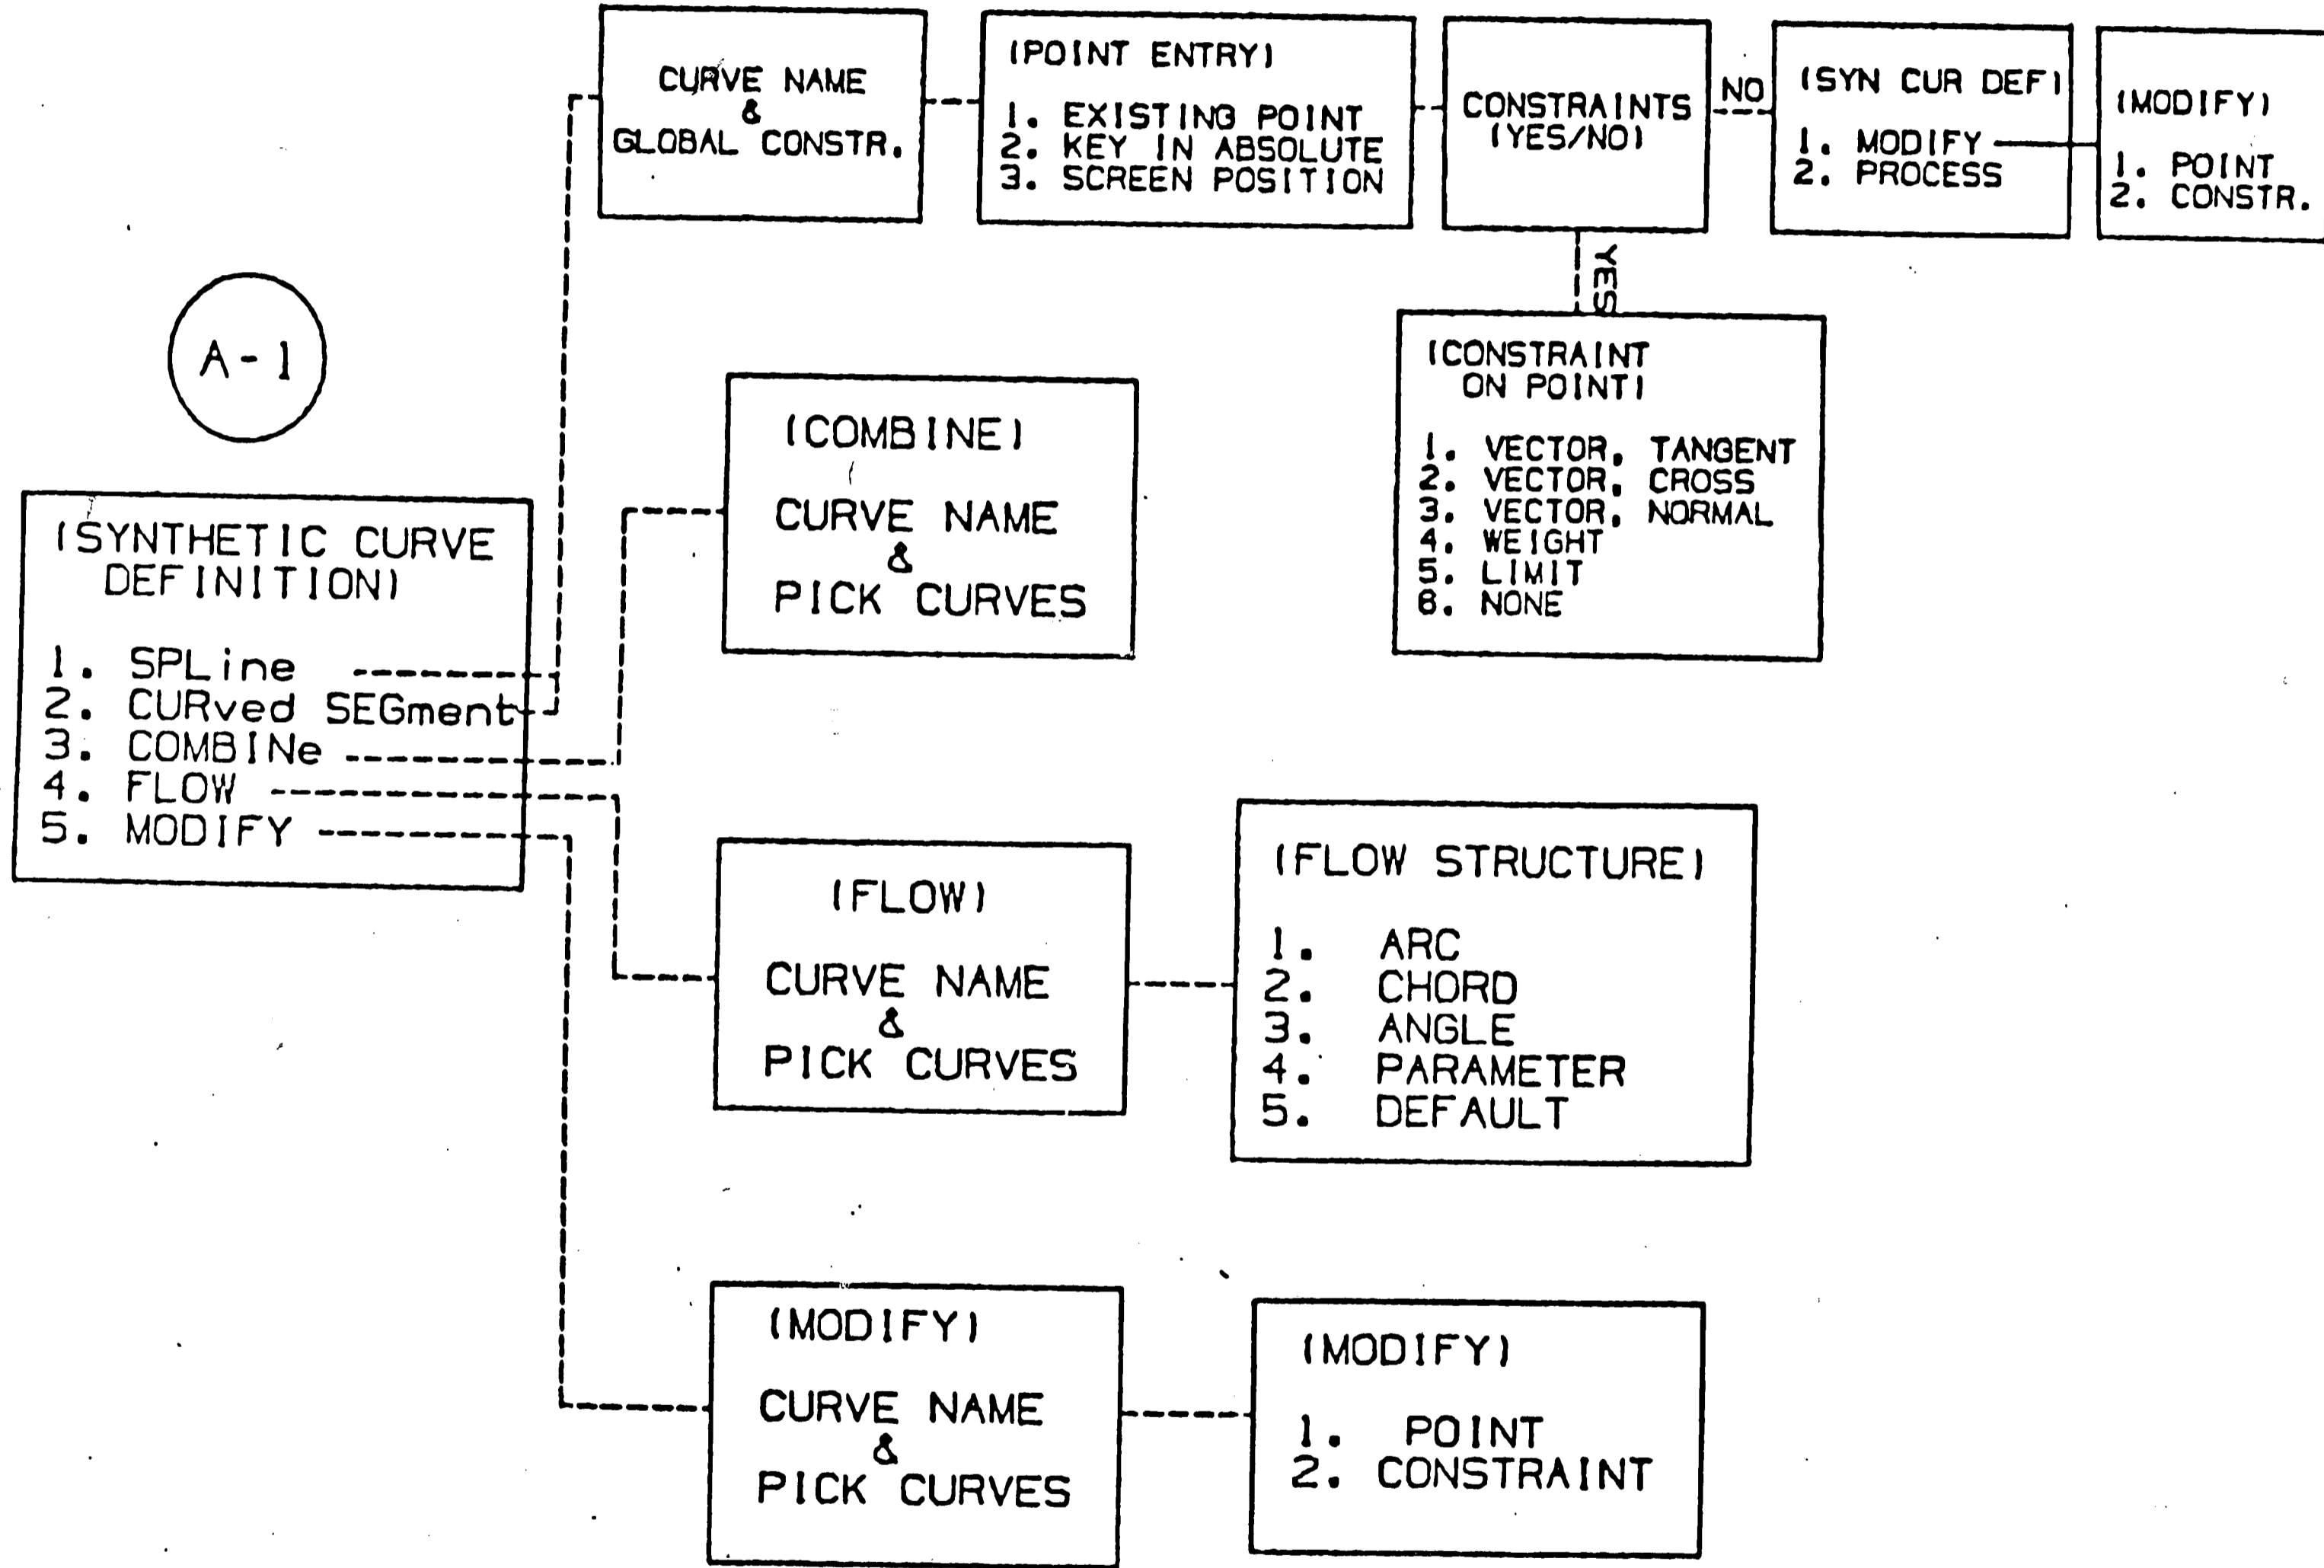 CURVE NAME
&
GLOBAL CONSTR.
(POINT ENTRY)
1. EXISTING POINT
2. KEY IN ABSOLUTE
3. SCREEN POSITION
CONSTRAINTS
(YES/NO)
NO
(SYN CUR DEF)
1. MODIFY
2. PROCESS
(MODIFY)
1. POINT
2. CONSTR.
YES
(CONSTRAINT
ON POINT)
1. VECTOR, TANGENT
2. VECTOR, CROSS
3. VECTOR, NORMAL
4. WEIGHT
5. LIMIT
6. NONE
A-1
(SYNTHETIC CURVE
DEFINITION)
1. SPLine
2. CURved SEGment
3. COMBINe
4. FLOW
5. MODIFY
(COMBINE)
CURVE NAME
&
PICK CURVES
(FLOW)
CURVE NAME
&
PICK CURVES
(FLOW STRUCTURE)
1. ARC
2. CHORD
3. ANGLE
4. PARAMETER
5. DEFAULT
(MODIFY)
CURVE NAME
&
PICK CURVES
(MODIFY)
1. POINT
2. CONSTRAINT